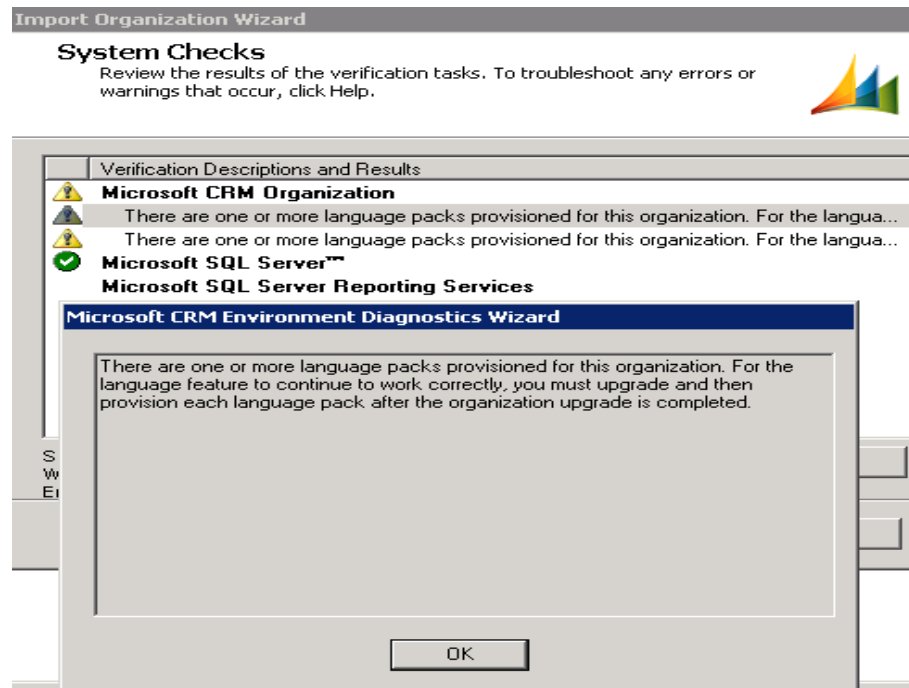 Import Organization Wizard
System Checks
Review the results of the verification tasks. To troubleshoot any errors or
warnings that occur, click Help.
Verification Descriptions and Results
Microsoft CRM Organization
There are one or more language packs provisioned for this organization. For the langua...
There are one or more language packs provisioned for this organization. For the langua...
Microsoft SQL Server™
Microsoft SQL Server Reporting Services
Microsoft CRM Environment Diagnostics Wizard
There are one or more language packs provisioned for this organization. For the
language feature to continue to work correctly, you must upgrade and then
provision each language pack after the organization upgrade is completed.
OK